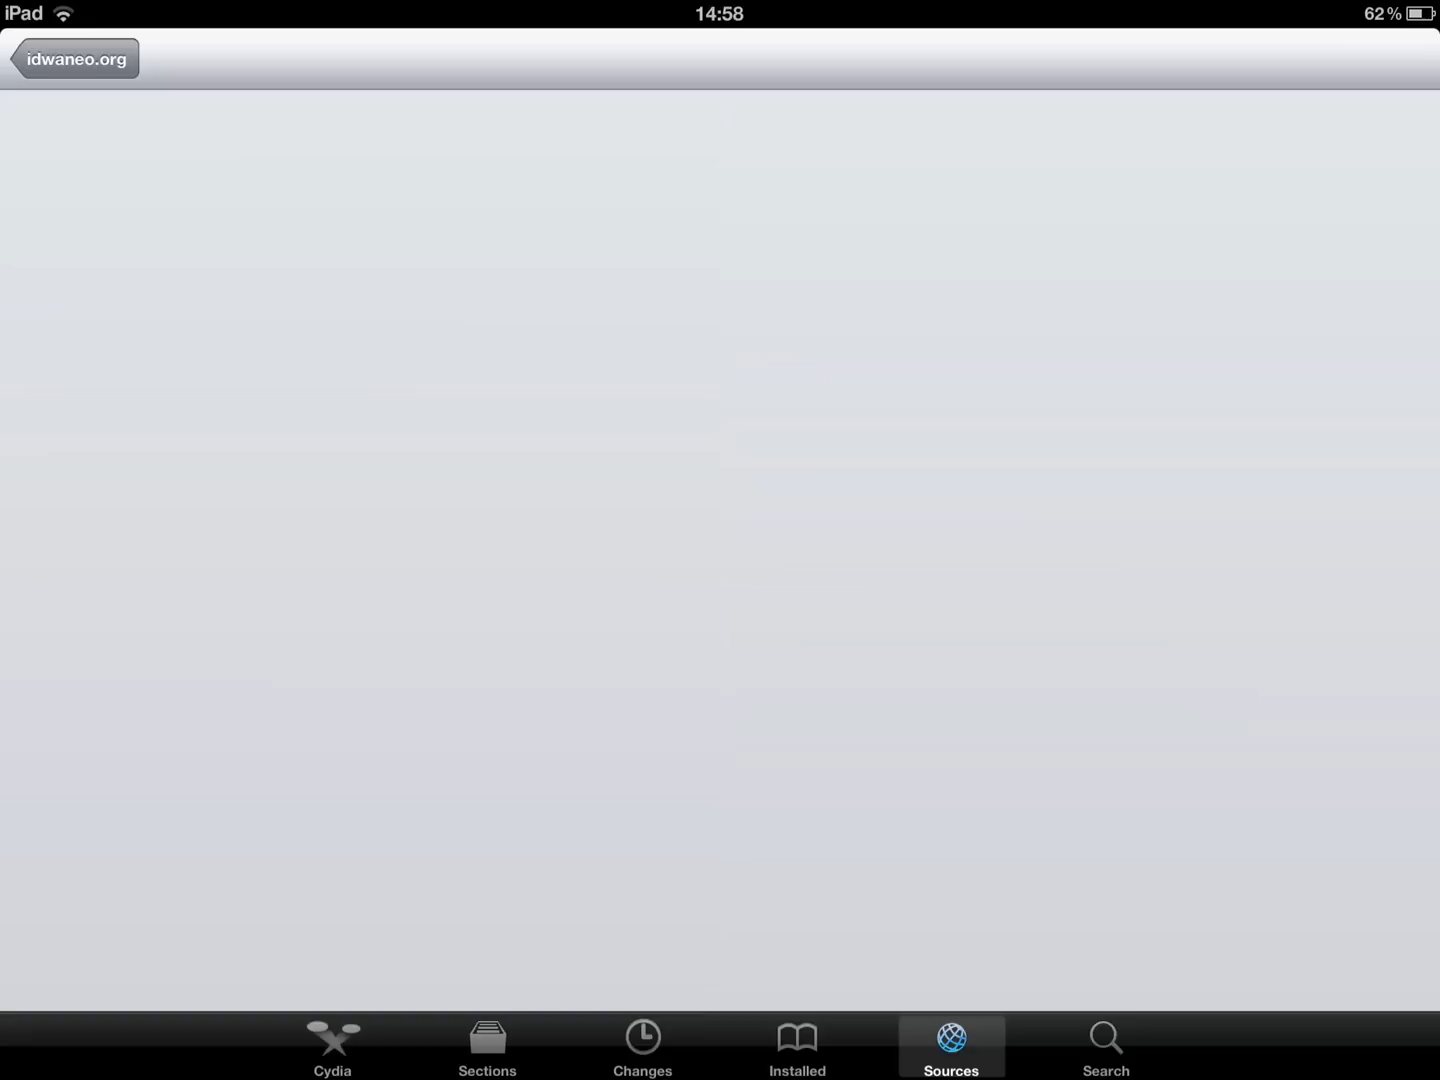 iPad 14:58 62%
idwaneo.org
Cydia Sections Changes Installed Sources Search